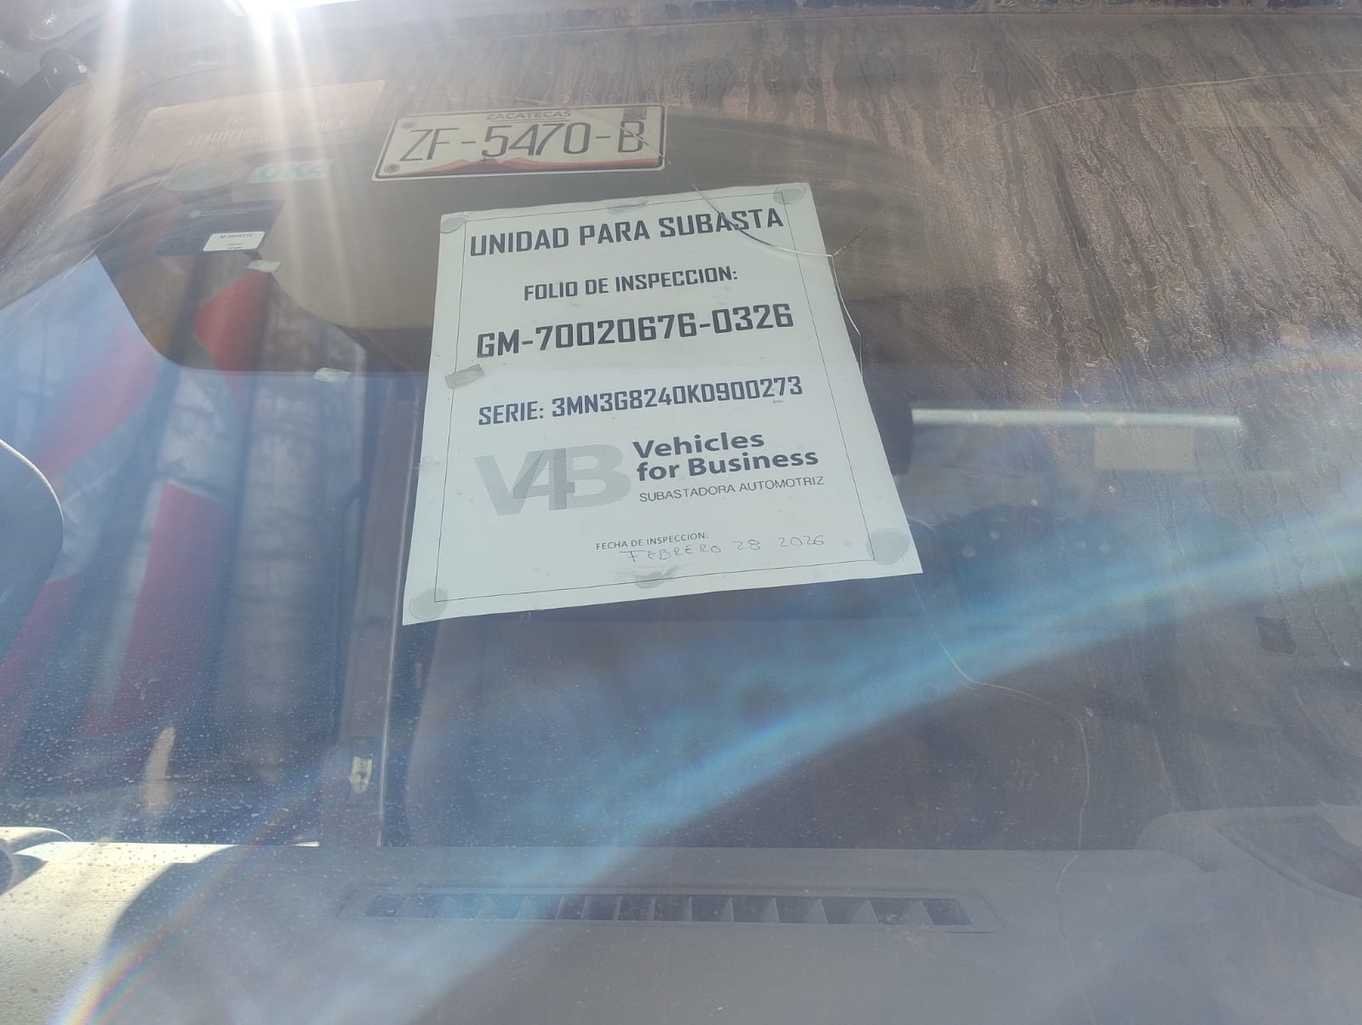 ZACATECAS
ZF-5470-B
UNIDAD PARA SUBASTA
FOLIO DE INSPECCION:
GM-70020676-0326
SERIE: 3MN3G8240KD900273
V4B Vehicles
for Business
SUBASTADORA AUTOMOTRIZ
FECHA DE INSPECCION:
FEBRERO 28 2026